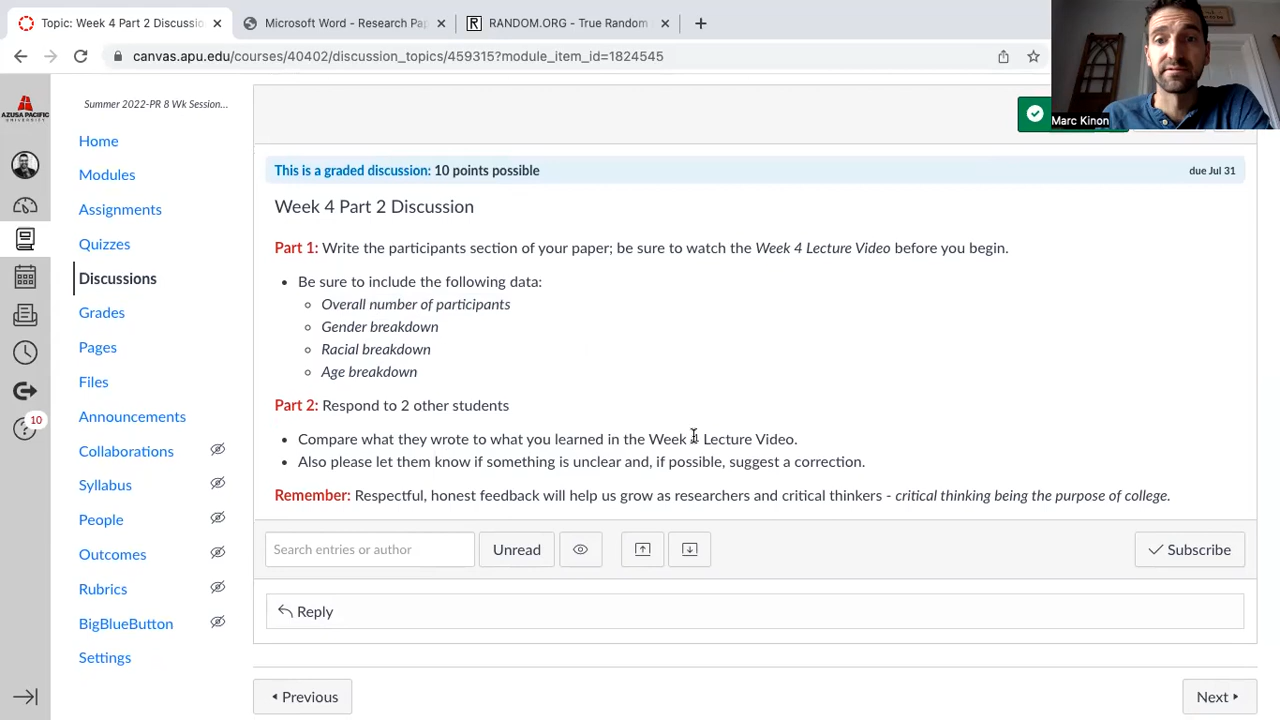 Topic: Week 4 Part 2 Discussio
Microsoft Word - Research Pa
RANDOM.ORG - True Random
canvas.apu.edu/courses/40402/discussion_topics/459315?module_item_id=1824545
Marc Kinon
AZUSA PACIFIC
UNIVERSITY
10
Summer 2022-PR 8 Wk Session...
Home
Modules
Assignments
Quizzes
Discussions
Grades
Pages
Files
Announcements
Collaborations
Syllabus
People
Outcomes
Rubrics
BigBlueButton
Settings
This is a graded discussion: 10 points possible
due Jul 31
Week 4 Part 2 Discussion
Part 1: Write the participants section of your paper; be sure to watch the Week 4 Lecture Video before you begin.
Be sure to include the following data:
Overall number of participants
Gender breakdown
Racial breakdown
Age breakdown
Part 2: Respond to 2 other students
Compare what they wrote to what you learned in the Week 4 Lecture Video.
Also please let them know if something is unclear and, if possible, suggest a correction.
Remember: Respectful, honest feedback will help us grow as researchers and critical thinkers - critical thinking being the purpose of college.
Search entries or author
Unread
Subscribe
Reply
Previous
Next